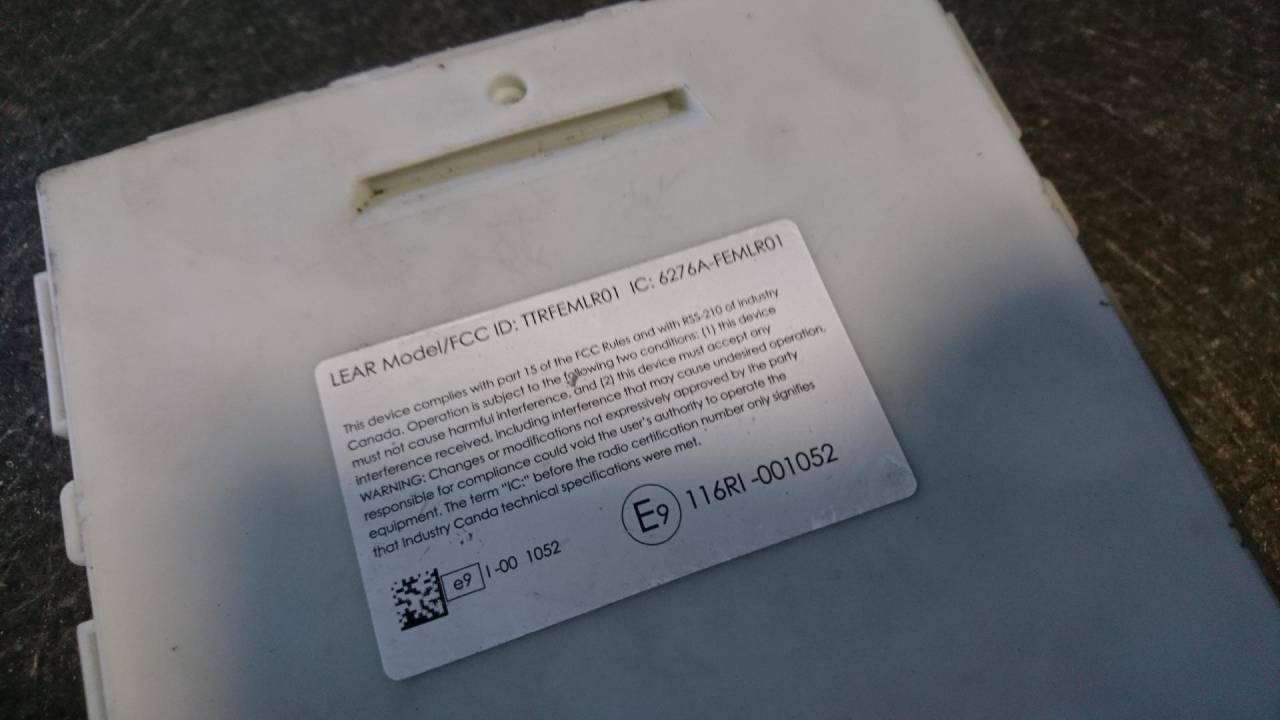 LEAR Model/FCC ID: TTRFEMLR01 IC: 6276A-FEMLR01
This device complies with part 15 of the FCC Rules and with RSS-210 of Industry
Canada. Operation is subject to the following two conditions: (1) this device
must not cause harmful interference, and (2) this device must accept any
interference received, including interference that may cause undesired operation.
WARNING: Changes or modifications not expressively approved by the party
responsible for compliance could void the user's authority to operate the
equipment. The term "IC:" before the radio certification number only signifies
that Industry Canda technical specifications were met.
E9 116RI -001052
e9 I -00 1052